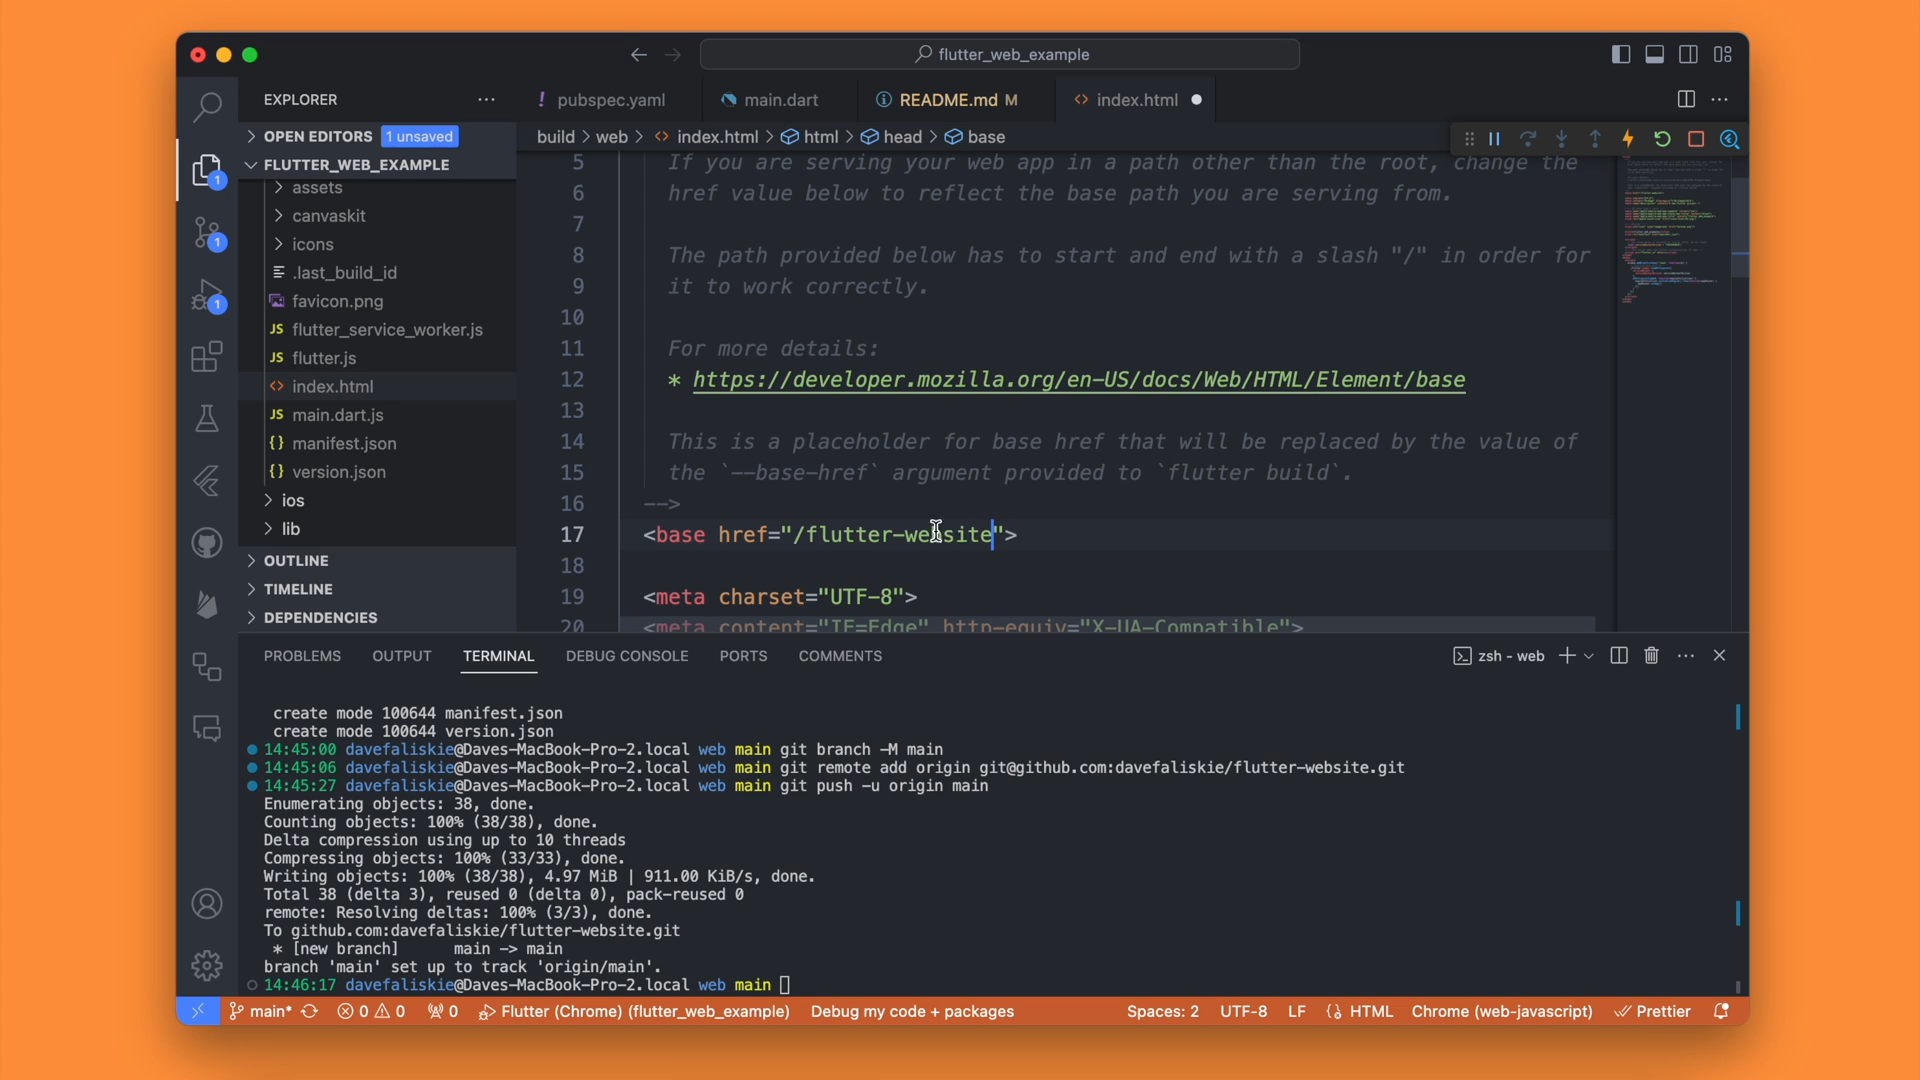 flutter_web_example
EXPLORER
pubspec.yaml
main.dart
README.md M
index.html
OPEN EDITORS 1 unsaved
build > web > index.html > html > head > base
FLUTTER_WEB_EXAMPLE
assets
canvaskit
icons
.last_build_id
favicon.png
JS flutter_service_worker.js
JS flutter.js
index.html
JS main.dart.js
{} manifest.json
{} version.json
ios
lib
OUTLINE
TIMELINE
DEPENDENCIES
1
1
1
5 If you are serving your web app in a path other than the root, change the
6 href value below to reflect the base path you are serving from.
7
8 The path provided below has to start and end with a slash "/" in order for
9 it to work correctly.
10
11 For more details:
12 * https://developer.mozilla.org/en-US/docs/Web/HTML/Element/base
13
14 This is a placeholder for base href that will be replaced by the value of
15 the `--base-href` argument provided to `flutter build`.
16 -->
17 <base href="/flutter-website">
18
19 <meta charset="UTF-8">
20 <meta content="IE=Edge" http-equiv="X-UA-Compatible">
PROBLEMS OUTPUT TERMINAL DEBUG CONSOLE PORTS COMMENTS
zsh - web
create mode 100644 manifest.json
create mode 100644 version.json
14:45:00 davefaliskie@Daves-MacBook-Pro-2.local web main git branch -M main
14:45:06 davefaliskie@Daves-MacBook-Pro-2.local web main git remote add origin git@github.com:davefaliskie/flutter-website.git
14:45:27 davefaliskie@Daves-MacBook-Pro-2.local web main git push -u origin main
Enumerating objects: 38, done.
Counting objects: 100% (38/38), done.
Delta compression using up to 10 threads
Compressing objects: 100% (33/33), done.
Writing objects: 100% (38/38), 4.97 MiB | 911.00 KiB/s, done.
Total 38 (delta 3), reused 0 (delta 0), pack-reused 0
remote: Resolving deltas: 100% (3/3), done.
To github.com:davefaliskie/flutter-website.git
* [new branch] main -> main
branch 'main' set up to track 'origin/main'.
14:46:17 davefaliskie@Daves-MacBook-Pro-2.local web main
main* 0 0 0 Flutter (Chrome) (flutter_web_example) Debug my code + packages Spaces: 2 UTF-8 LF {} HTML Chrome (web-javascript) Prettier